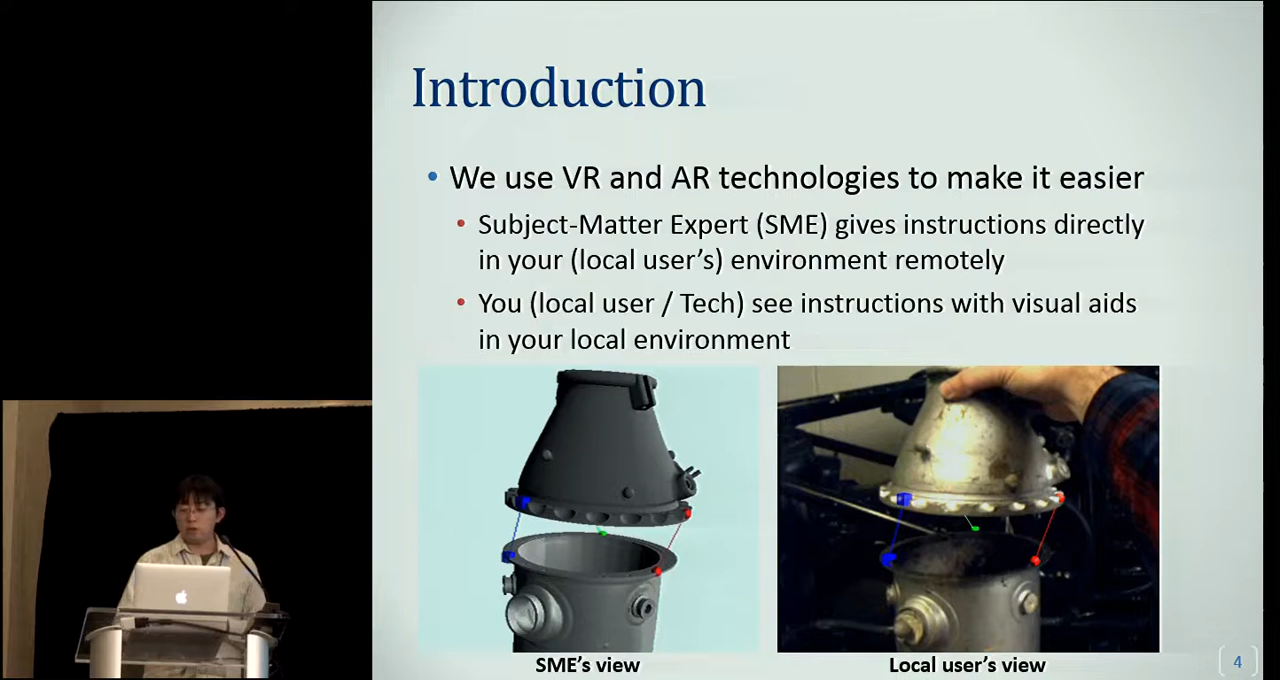 Introduction
We use VR and AR technologies to make it easier
Subject-Matter Expert (SME) gives instructions directly
in your (local user's) environment remotely
You (local user / Tech) see instructions with visual aids
in your local environment
SME's view
Local user's view
4